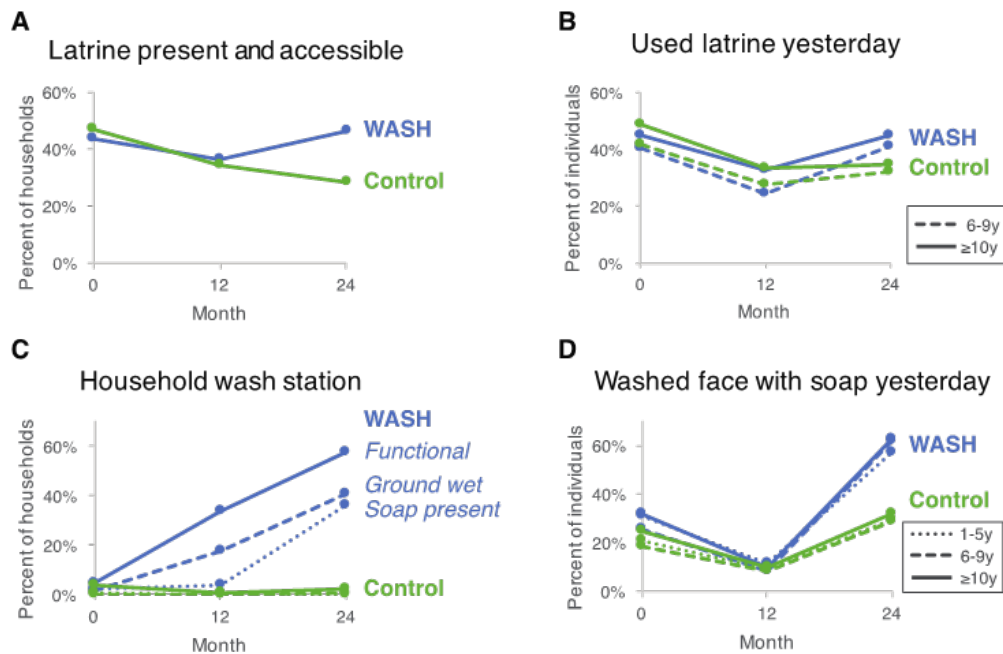 A
Latrine present and accessible
Percent of households
60%
40%
20%
0%
0
12
24
Month
WASH
Control
B
Used latrine yesterday
Percent of individuals
60%
40%
20%
0%
0
12
24
Month
WASH
Control
6-9y
≥10y
C
Household wash station
Percent of households
60%
40%
20%
0%
0
12
24
Month
WASH
Functional
Ground wet
Soap present
Control
D
Washed face with soap yesterday
Percent of individuals
60%
40%
20%
0%
0
12
24
Month
WASH
Control
1-5y
6-9y
≥10y